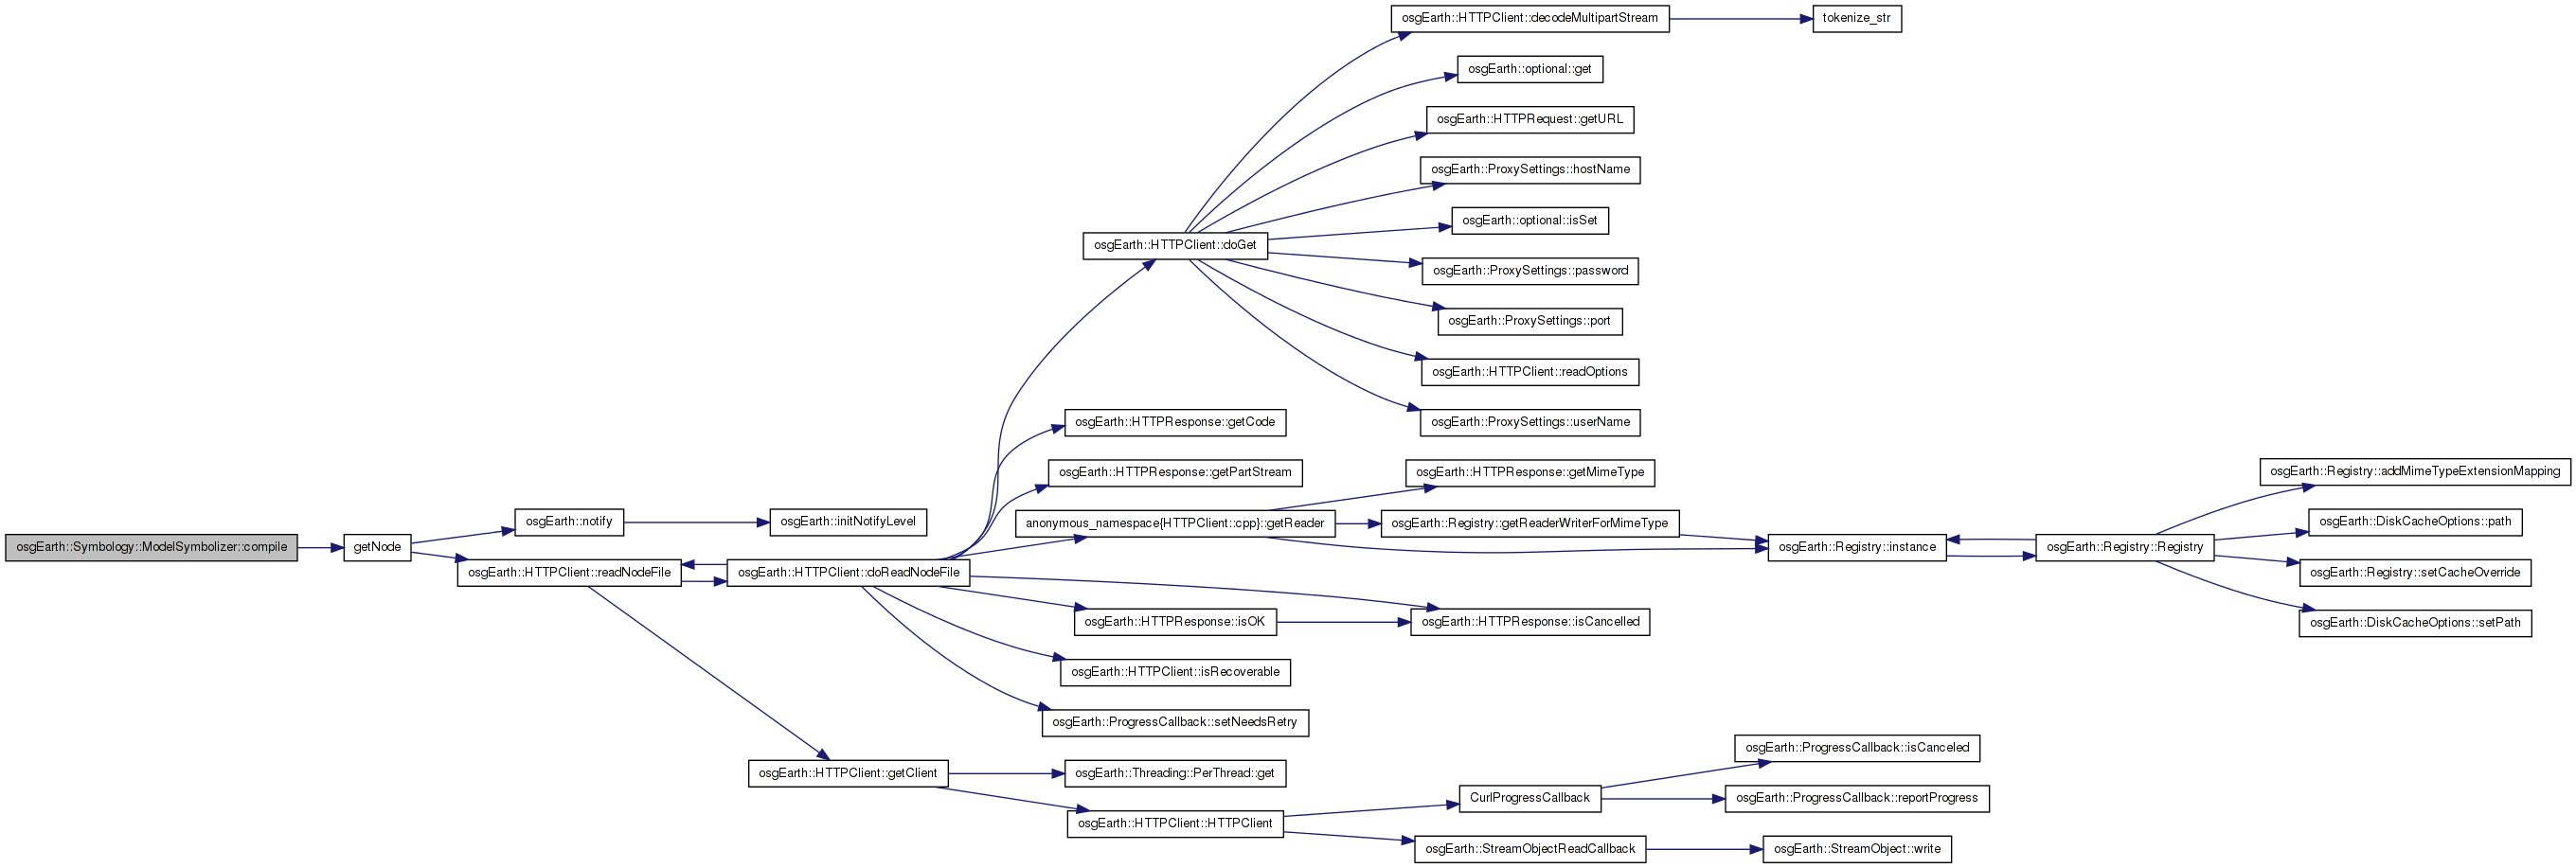 osgEarth::HTTPClient::decodeMultipartStream
tokenize_str
osgEarth::optional::get
osgEarth::HTTPRequest::getURL
osgEarth::ProxySettings::hostName
osgEarth::optional::isSet
osgEarth::HTTPClient::doGet
osgEarth::ProxySettings::password
osgEarth::ProxySettings::port
osgEarth::HTTPClient::readOptions
osgEarth::HTTPResponse::getCode
osgEarth::ProxySettings::userName
osgEarth::HTTPResponse::getPartStream
osgEarth::HTTPResponse::getMimeType
osgEarth::Registry::addMimeTypeExtensionMapping
osgEarth::notify
osgEarth::initNotifyLevel
anonymous_namespace{HTTPClient::cpp}::getReader
osgEarth::Registry::getReaderWriterForMimeType
osgEarth::DiskCacheOptions::path
osgEarth::Symbology::ModelSymbolizer::compile
getNode
osgEarth::Registry::instance
osgEarth::Registry::Registry
osgEarth::HTTPClient::readNodeFile
osgEarth::HTTPClient::doReadNodeFile
osgEarth::Registry::setCacheOverride
osgEarth::HTTPResponse::isOK
osgEarth::HTTPResponse::isCancelled
osgEarth::DiskCacheOptions::setPath
osgEarth::HTTPClient::isRecoverable
osgEarth::ProgressCallback::setNeedsRetry
osgEarth::ProgressCallback::isCanceled
osgEarth::HTTPClient::getClient
osgEarth::Threading::PerThread::get
CurlProgressCallback
osgEarth::ProgressCallback::reportProgress
osgEarth::HTTPClient::HTTPClient
osgEarth::StreamObjectReadCallback
osgEarth::StreamObject::write